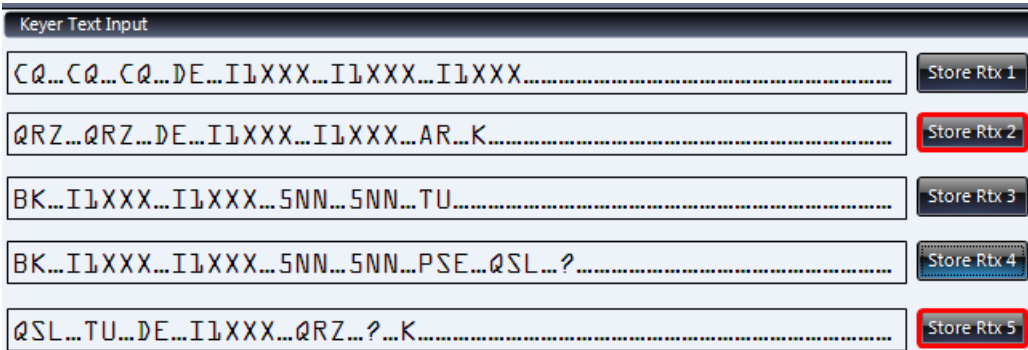 Keyer Text Input
CQ…CQ…CQ…DE…I1XXX…I1XXX…I1XXX…………………………………………………… Store Rtx 1
QRZ…QRZ…DE…I1XXX…I1XXX…AR…K…………………………………………………… Store Rtx 2
BK…I1XXX…I1XXX…5NN…5NN…TU…………………………………………………… Store Rtx 3
BK…I1XXX…I1XXX…5NN…5NN…PSE…QSL…?…………………………………………… Store Rtx 4
QSL…TU…DE…I1XXX…QRZ…?…K…………………………………………………… Store Rtx 5